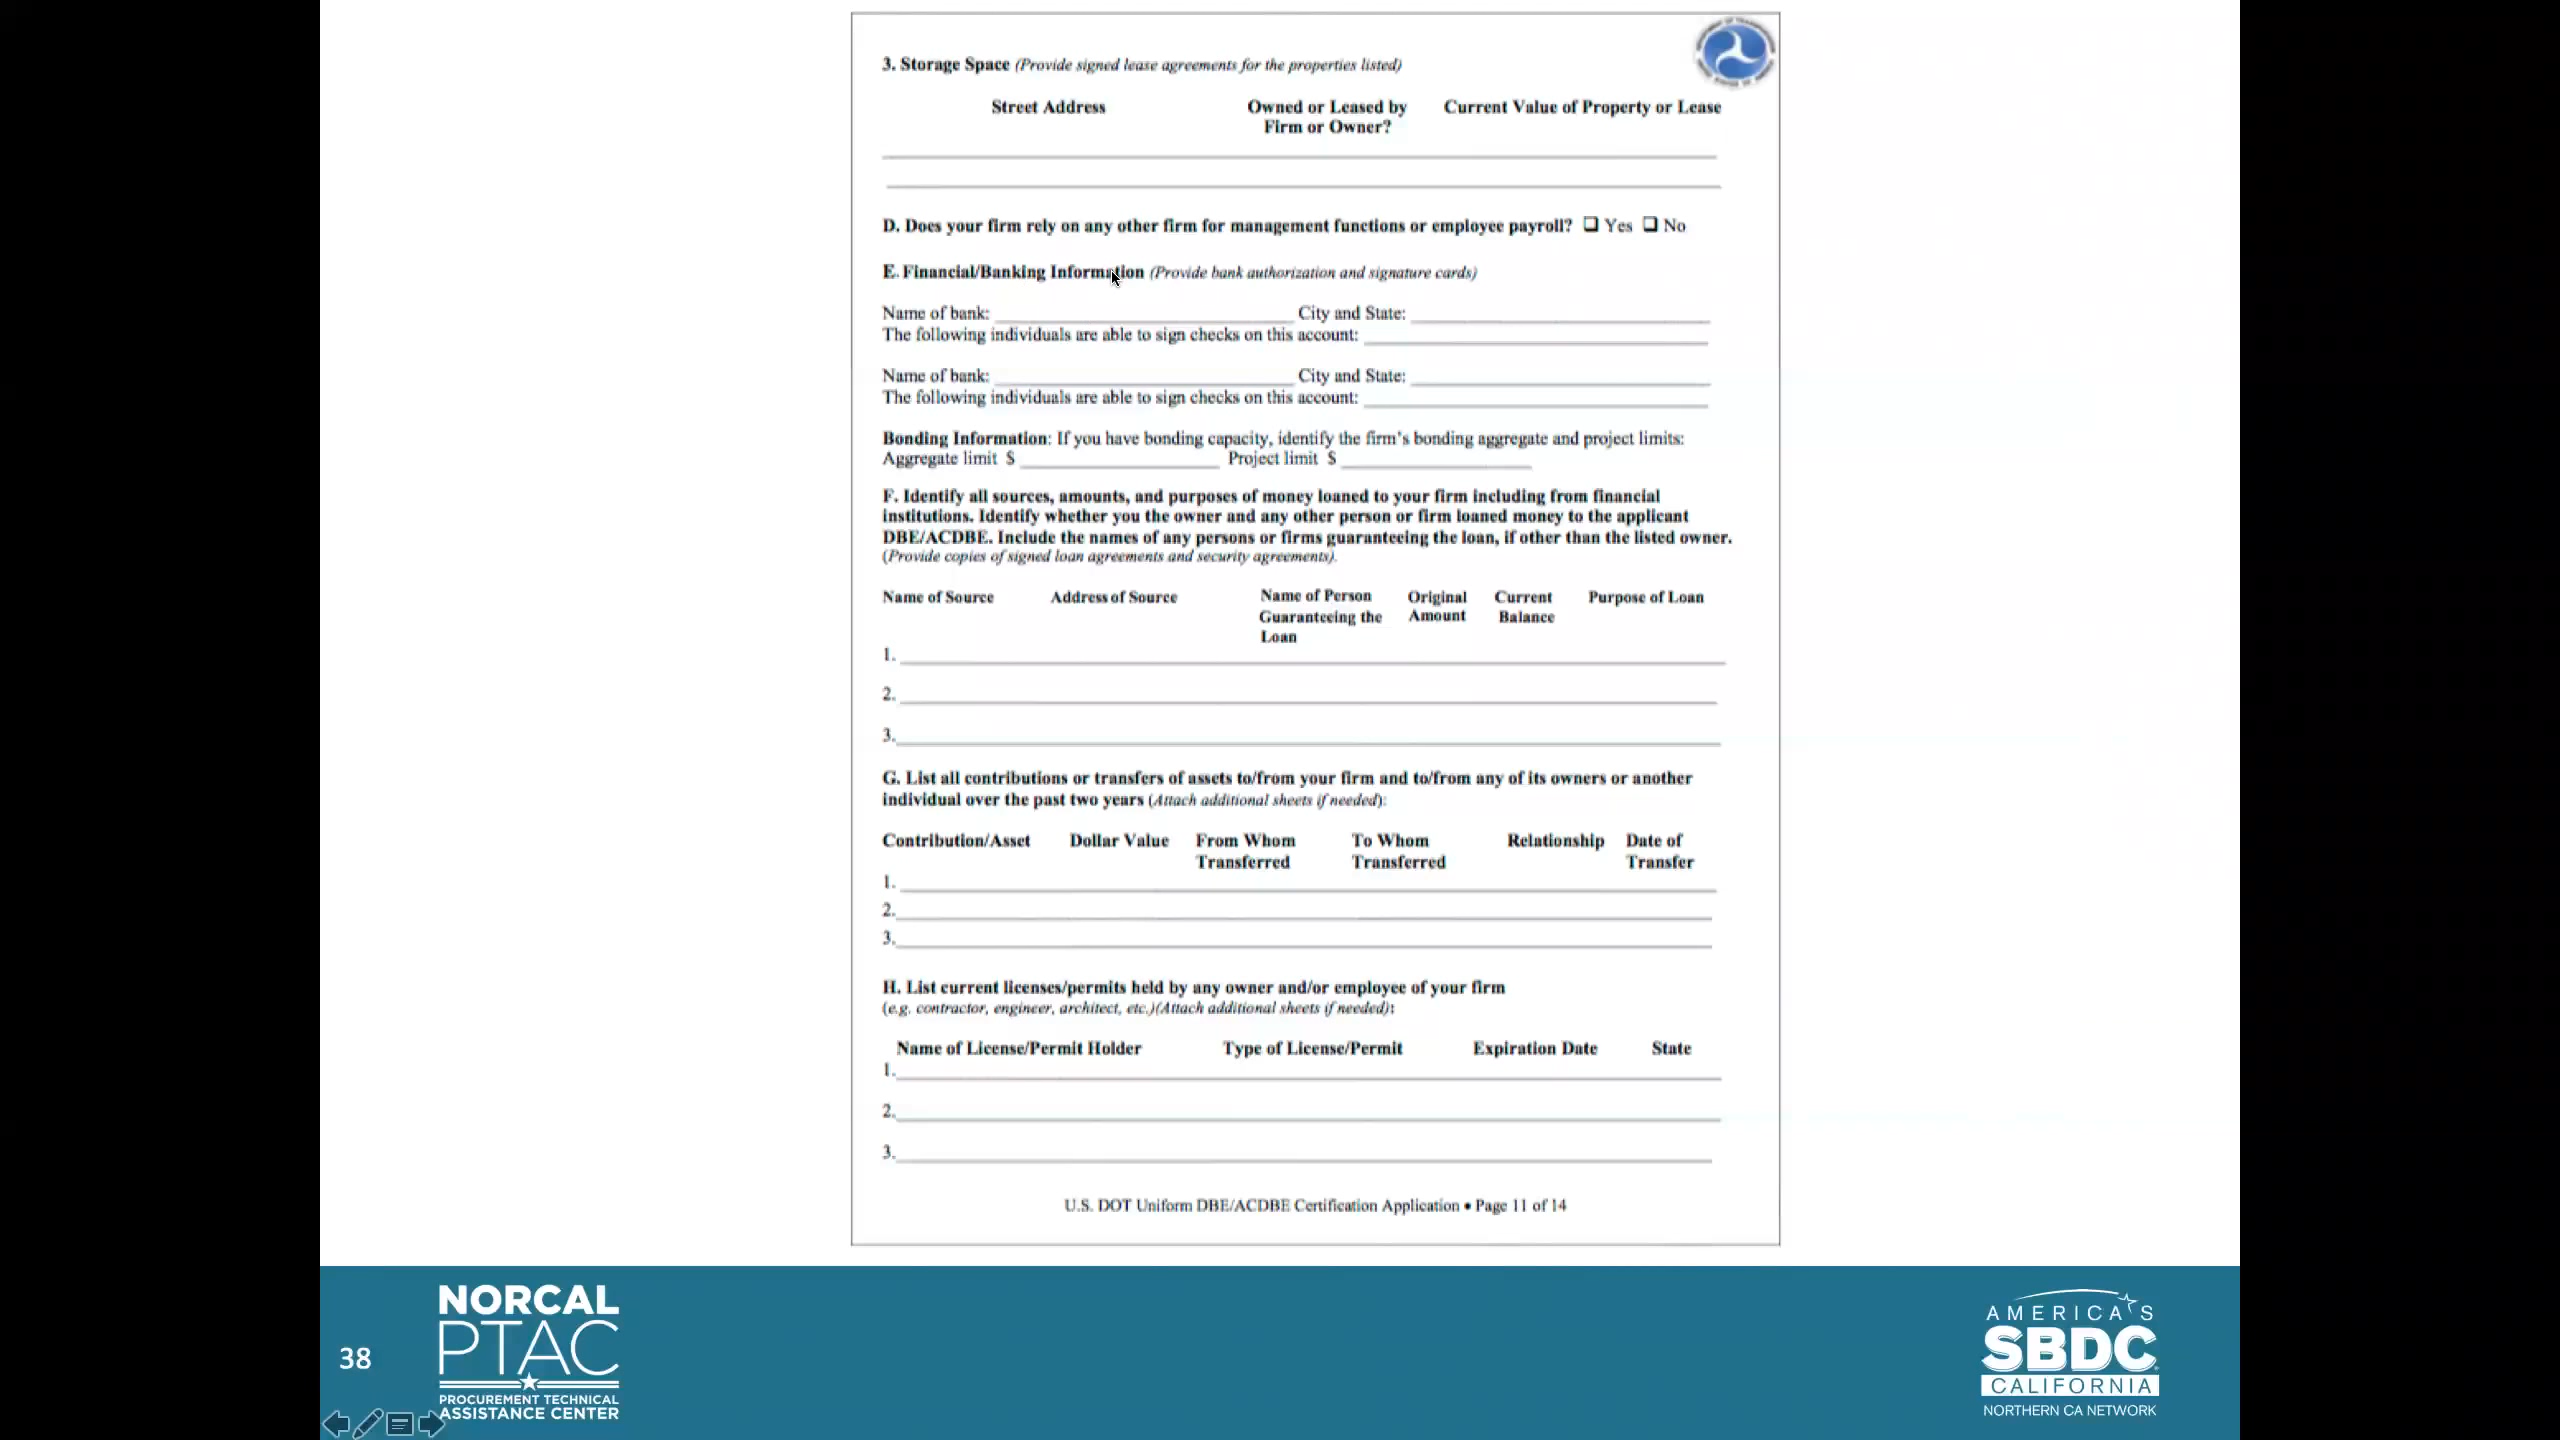 3. Storage Space (Provide signed lease agreements for the properties listed)
Street Address Owned or Leased by Firm or Owner? Current Value of Property or Lease
D. Does your firm rely on any other firm for management functions or employee payroll? ❑ Yes ❑ No
E. Financial/Banking Information (Provide bank authorization and signature cards)
Name of bank: City and State:
The following individuals are able to sign checks on this account:
Name of bank: City and State:
The following individuals are able to sign checks on this account:
Bonding Information: If you have bonding capacity, identify the firm's bonding aggregate and project limits:
Aggregate limit $ Project limit $
F. Identify all sources, amounts, and purposes of money loaned to your firm including from financial
institutions. Identify whether you the owner and any other person or firm loaned money to the applicant
DBE/ACDBE. Include the names of any persons or firms guaranteeing the loan, if other than the listed owner.
(Provide copies of signed loan agreements and security agreements).
Name of Source Address of Source Name of Person Guaranteeing the Loan Original Amount Current Balance Purpose of Loan
1.
2.
3.
G. List all contributions or transfers of assets to/from your firm and to/from any of its owners or another
individual over the past two years (Attach additional sheets if needed):
Contribution/Asset Dollar Value From Whom Transferred To Whom Transferred Relationship Date of Transfer
1.
2.
3.
H. List current licenses/permits held by any owner and/or employee of your firm
(e.g. contractor, engineer, architect, etc.)(Attach additional sheets if needed):
Name of License/Permit Holder Type of License/Permit Expiration Date State
1.
2.
3.
U.S. DOT Uniform DBE/ACDBE Certification Application • Page 11 of 14
38
NORCAL
PTAC
PROCUREMENT TECHNICAL
ASSISTANCE CENTER
AMERICA'S
SBDC
CALIFORNIA
NORTHERN CA NETWORK